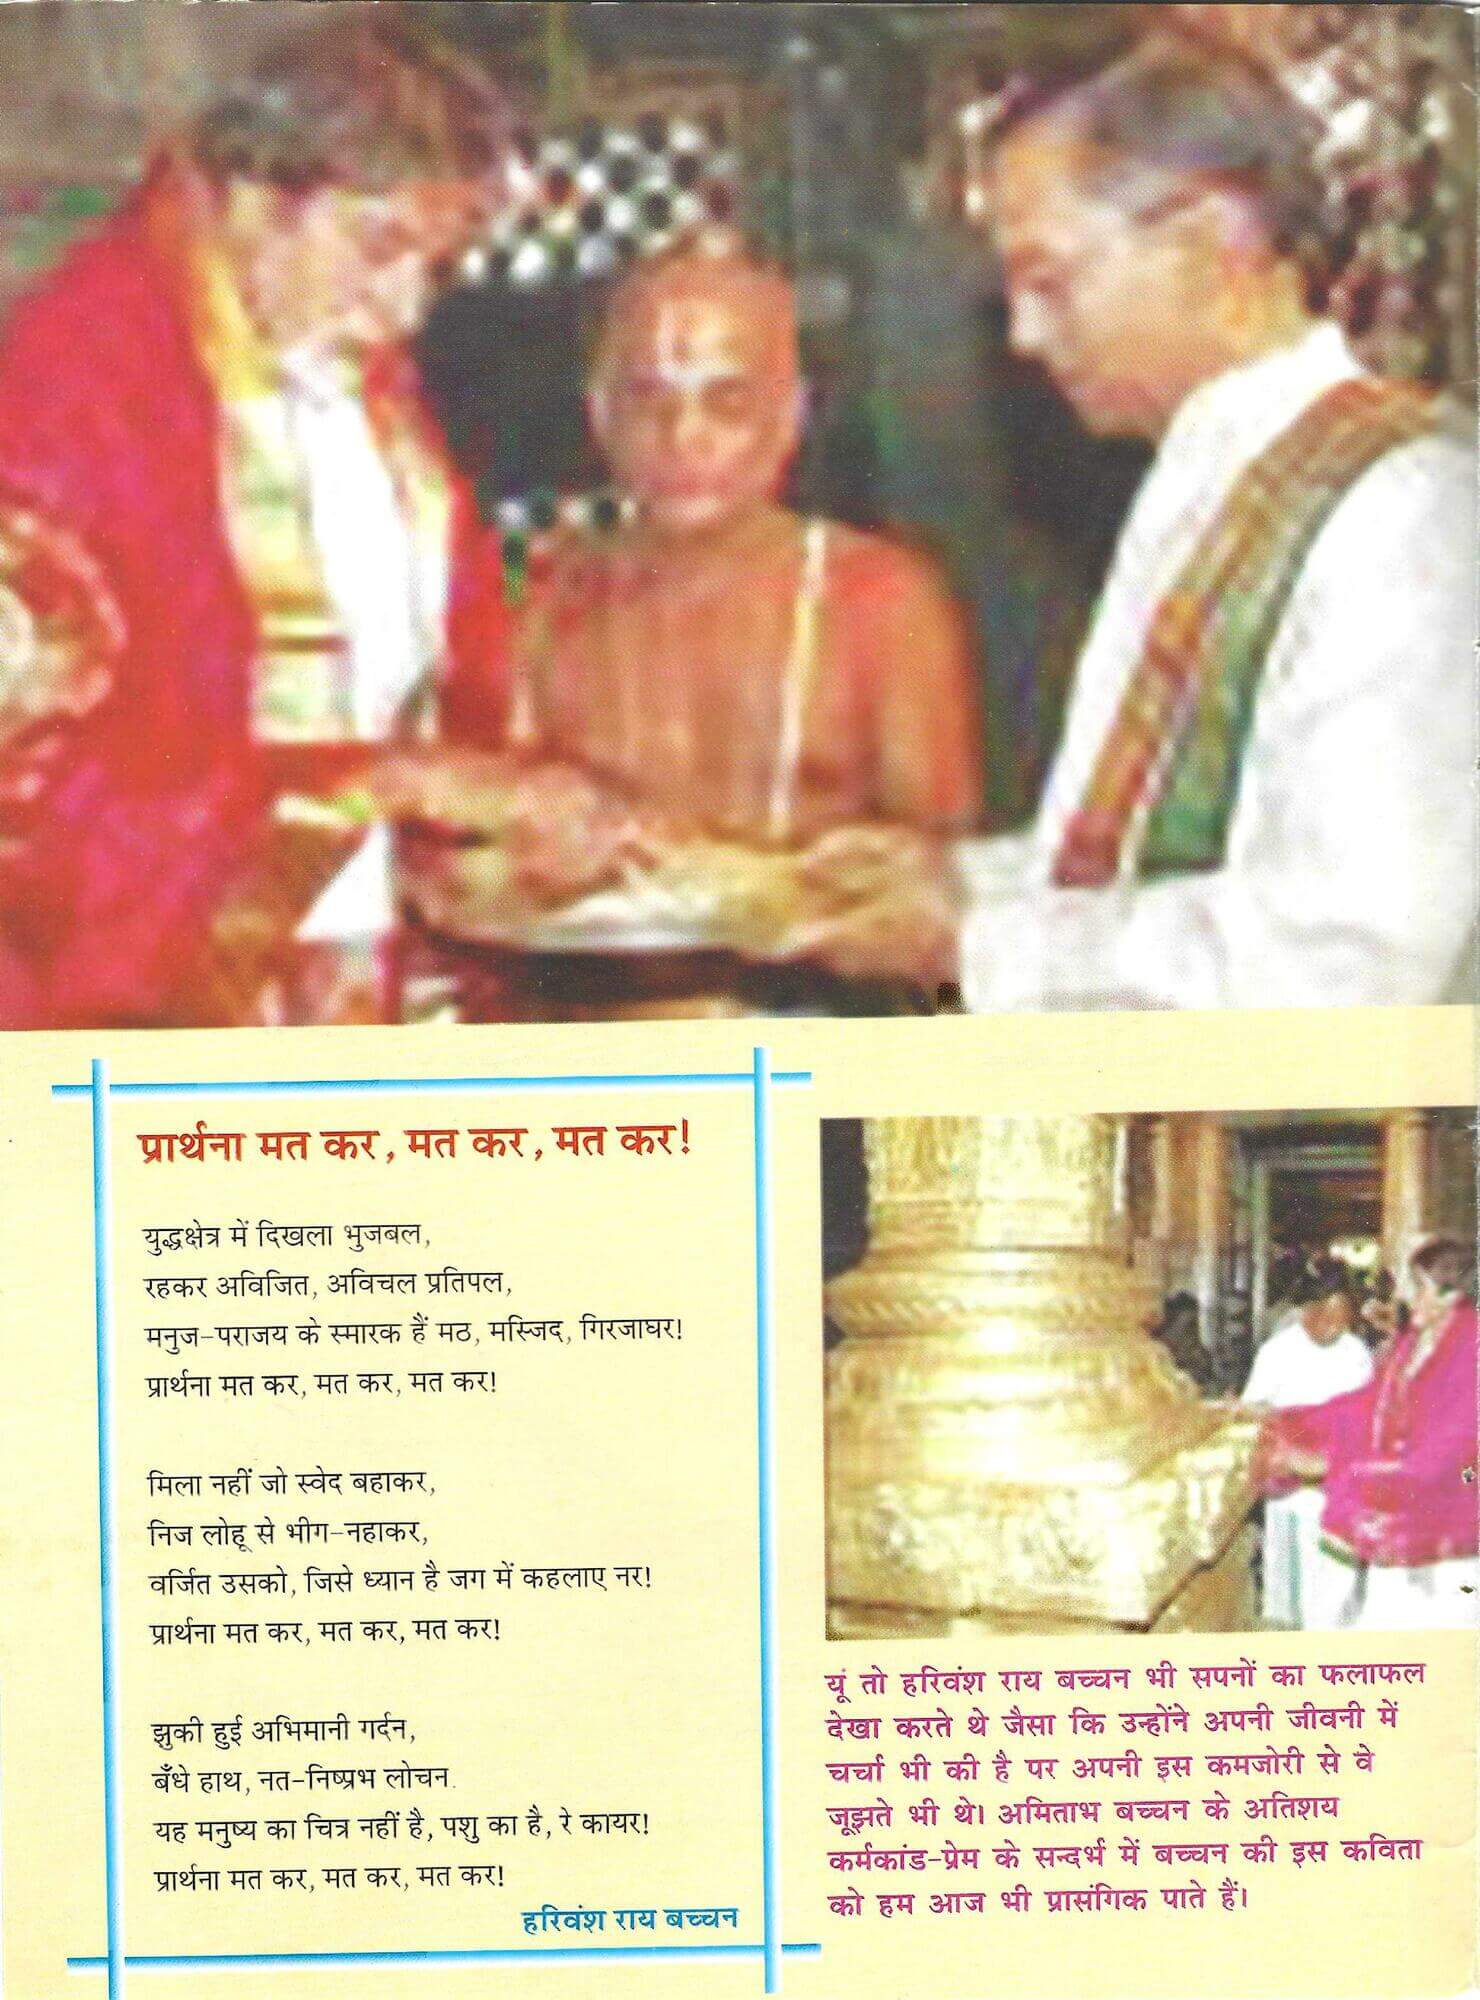 प्रार्थना मत कर, मत कर, मत कर!
युद्धक्षेत्र में दिखला भुजबल,
रहकर अविजित, अविचल प्रतिपल,
मनुज-पराजय के स्मारक हैं मठ, मस्जिद, गिरजाघर!
प्रार्थना मत कर, मत कर, मत कर!
मिला नहीं जो स्वेद बहाकर,
निज लोहू से भीग-नहाकर,
वर्जित उसको, जिसे ध्यान है जग में कहलाए नर!
प्रार्थना मत कर, मत कर, मत कर!
झुकी हुई अभिमानी गर्दन,
बँधे हाथ, नत-निष्प्रभ लोचन.
यह मनुष्य का चित्र नहीं है, पशु का है, रे कायर!
प्रार्थना मत कर, मत कर, मत कर!
हरिवंश राय बच्चन
यूं तो हरिवंश राय बच्चन भी सपनों का फलाफल
देखा करते थे जैसा कि उन्होंने अपनी जीवनी में
चर्चा भी की है पर अपनी इस कमजोरी से वे
जूझते भी थे। अमिताभ बच्चन के अतिशय
कर्मकांड-प्रेम के सन्दर्भ में बच्चन की इस कविता
को हम आज भी प्रासंगिक पाते हैं।